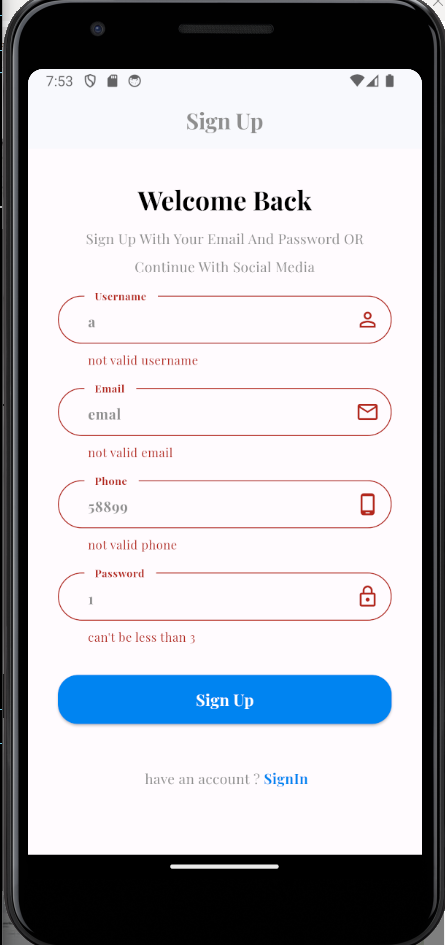 7:53
Sign Up
Welcome Back
Sign Up With Your Email And Password OR
Continue With Social Media
Username
a
not valid username
Email
emal
not valid email
Phone
58899
not valid phone
Password
1
can't be less than 3
Sign Up
have an account ? SignIn